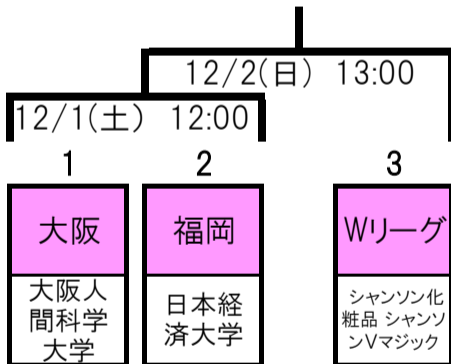 12/2(日) 13:00
12/1(土) 12:00
1
2
3
大阪
福岡
Wリーグ
大阪人
間科学
大学
日本経
済大学
シャンソン化
粧品 シャンソ
ンVマジック